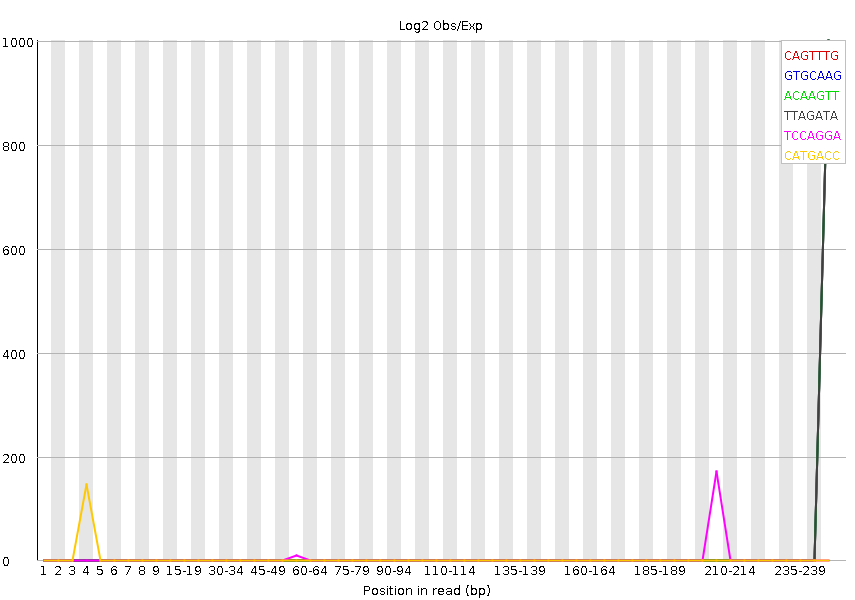 Log2 Obs/Exp
1000
800
600
400
200
0
CAGTTTG
GTGCAAG
ACAAGTT
TTAGATA
TCCAGGA
CATGACC
1 2 3 4 5 6 7 8 9 15-19 30-34 45-49 60-64 75-79 90-94 110-114 135-139 160-164 185-189 210-214 235-239
Position in read (bp)